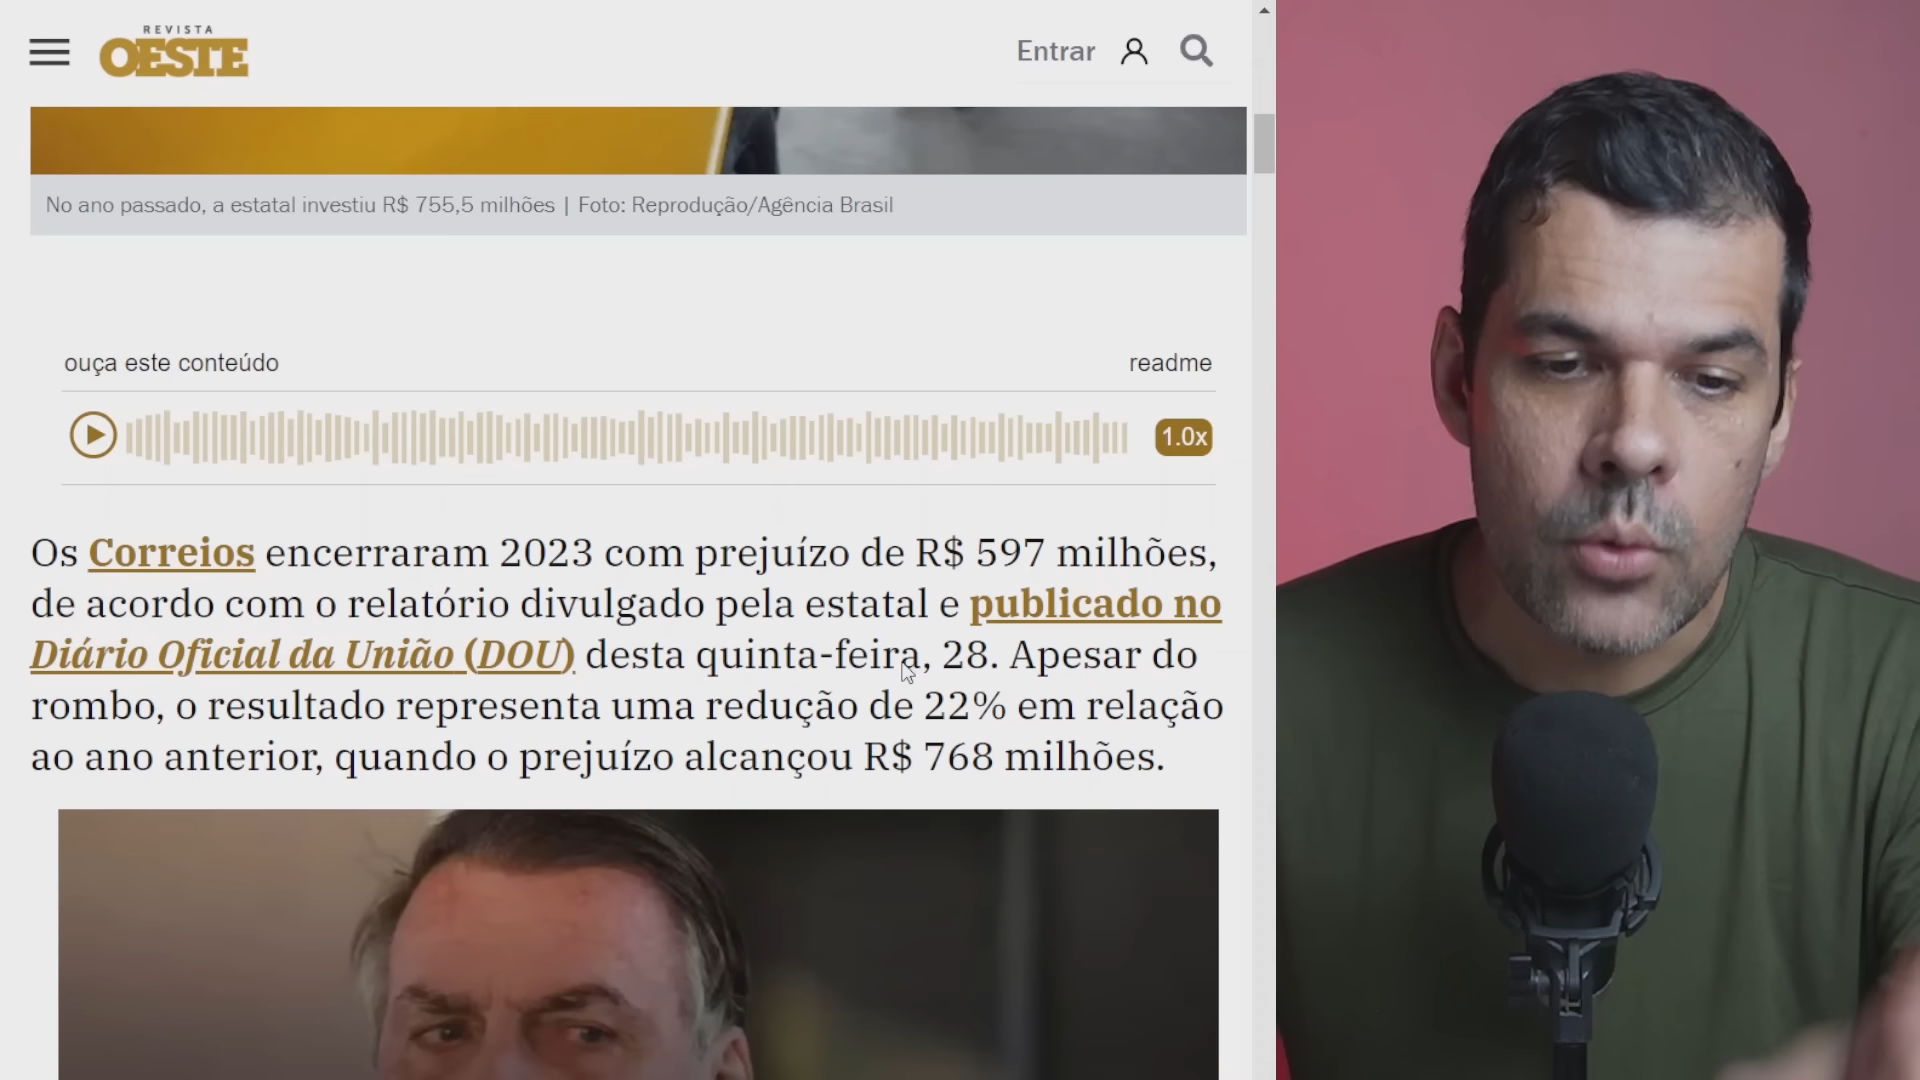 REVISTA
OESTE
Entrar
No ano passado, a estatal investiu R$ 755,5 milhões | Foto: Reprodução/Agência Brasil
ouça este conteúdo readme
1.0x
Os Correios encerraram 2023 com prejuízo de R$ 597 milhões,
de acordo com o relatório divulgado pela estatal e publicado no
Diário Oficial da União (DOU) desta quinta-feira, 28. Apesar do
rombo, o resultado representa uma redução de 22% em relação
ao ano anterior, quando o prejuízo alcançou R$ 768 milhões.